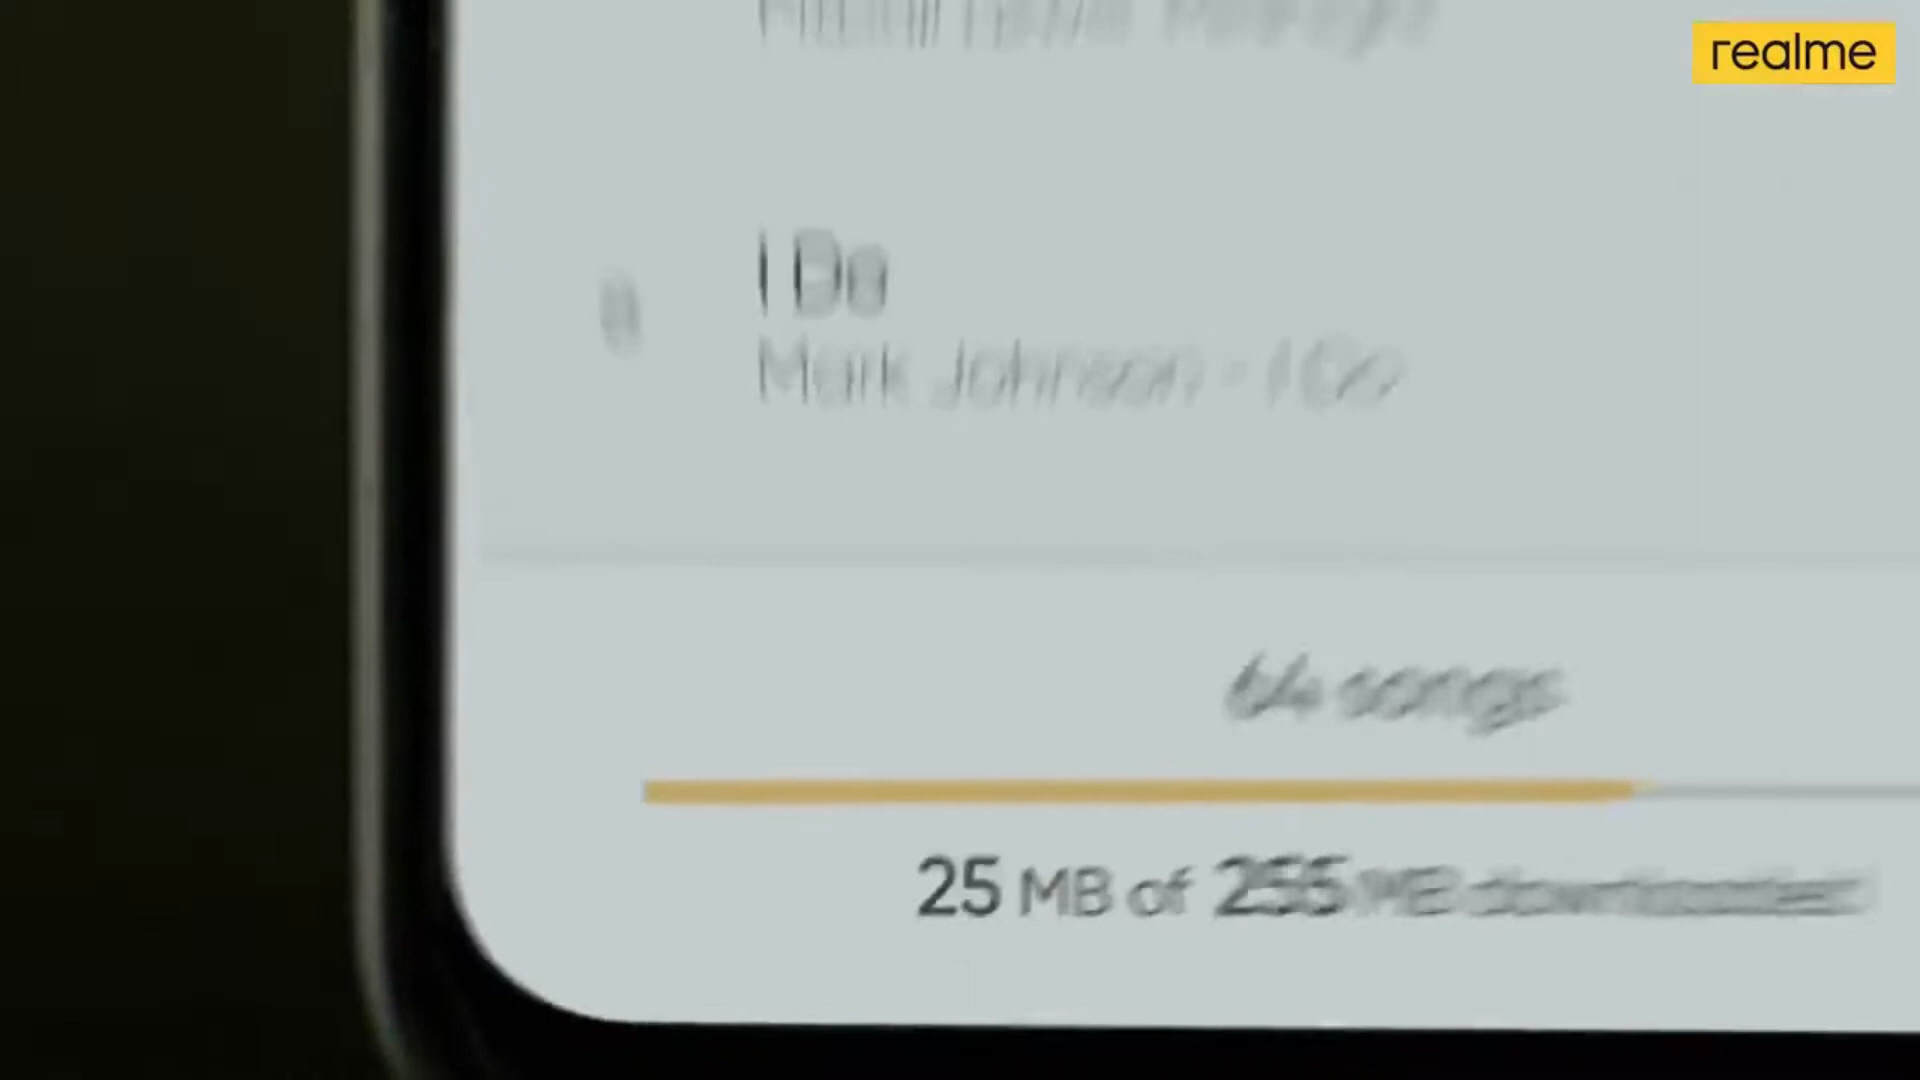 realme
I Do
Mark Johnson - I Do
64 songs
25 MB of 255 MB downloaded